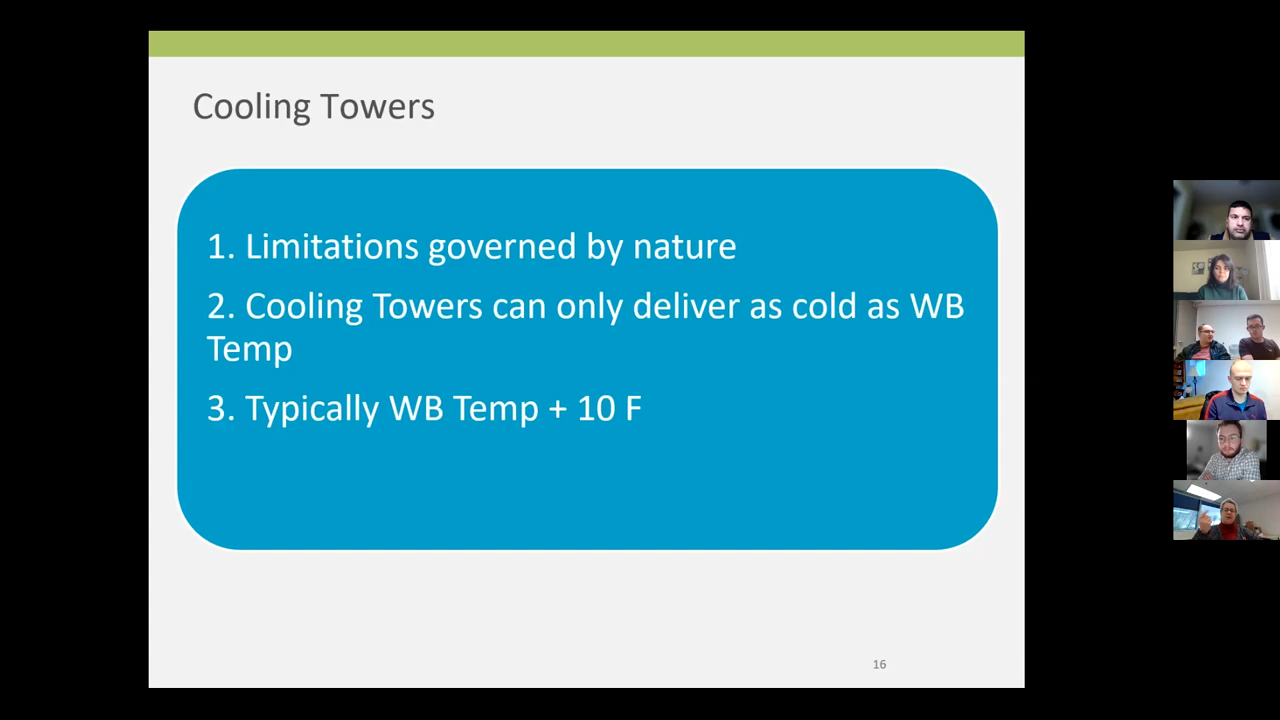 Cooling Towers
1. Limitations governed by nature
2. Cooling Towers can only deliver as cold as WB
Temp
3. Typically WB Temp + 10 F
16